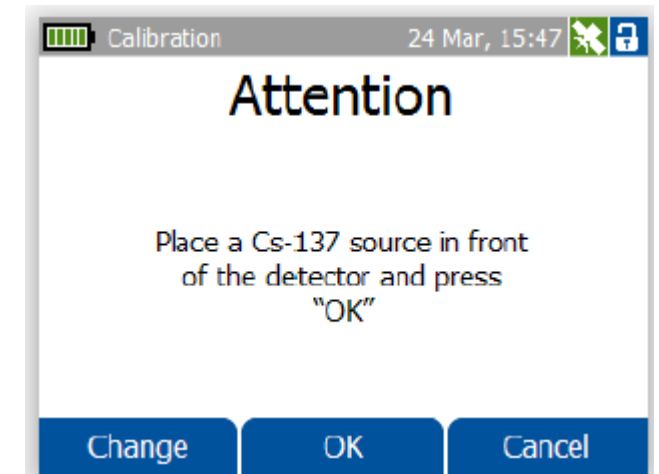 Calibration 24 Mar, 15:47
Attention
Place a Cs-137 source in front
of the detector and press
“OK”
Change OK Cancel